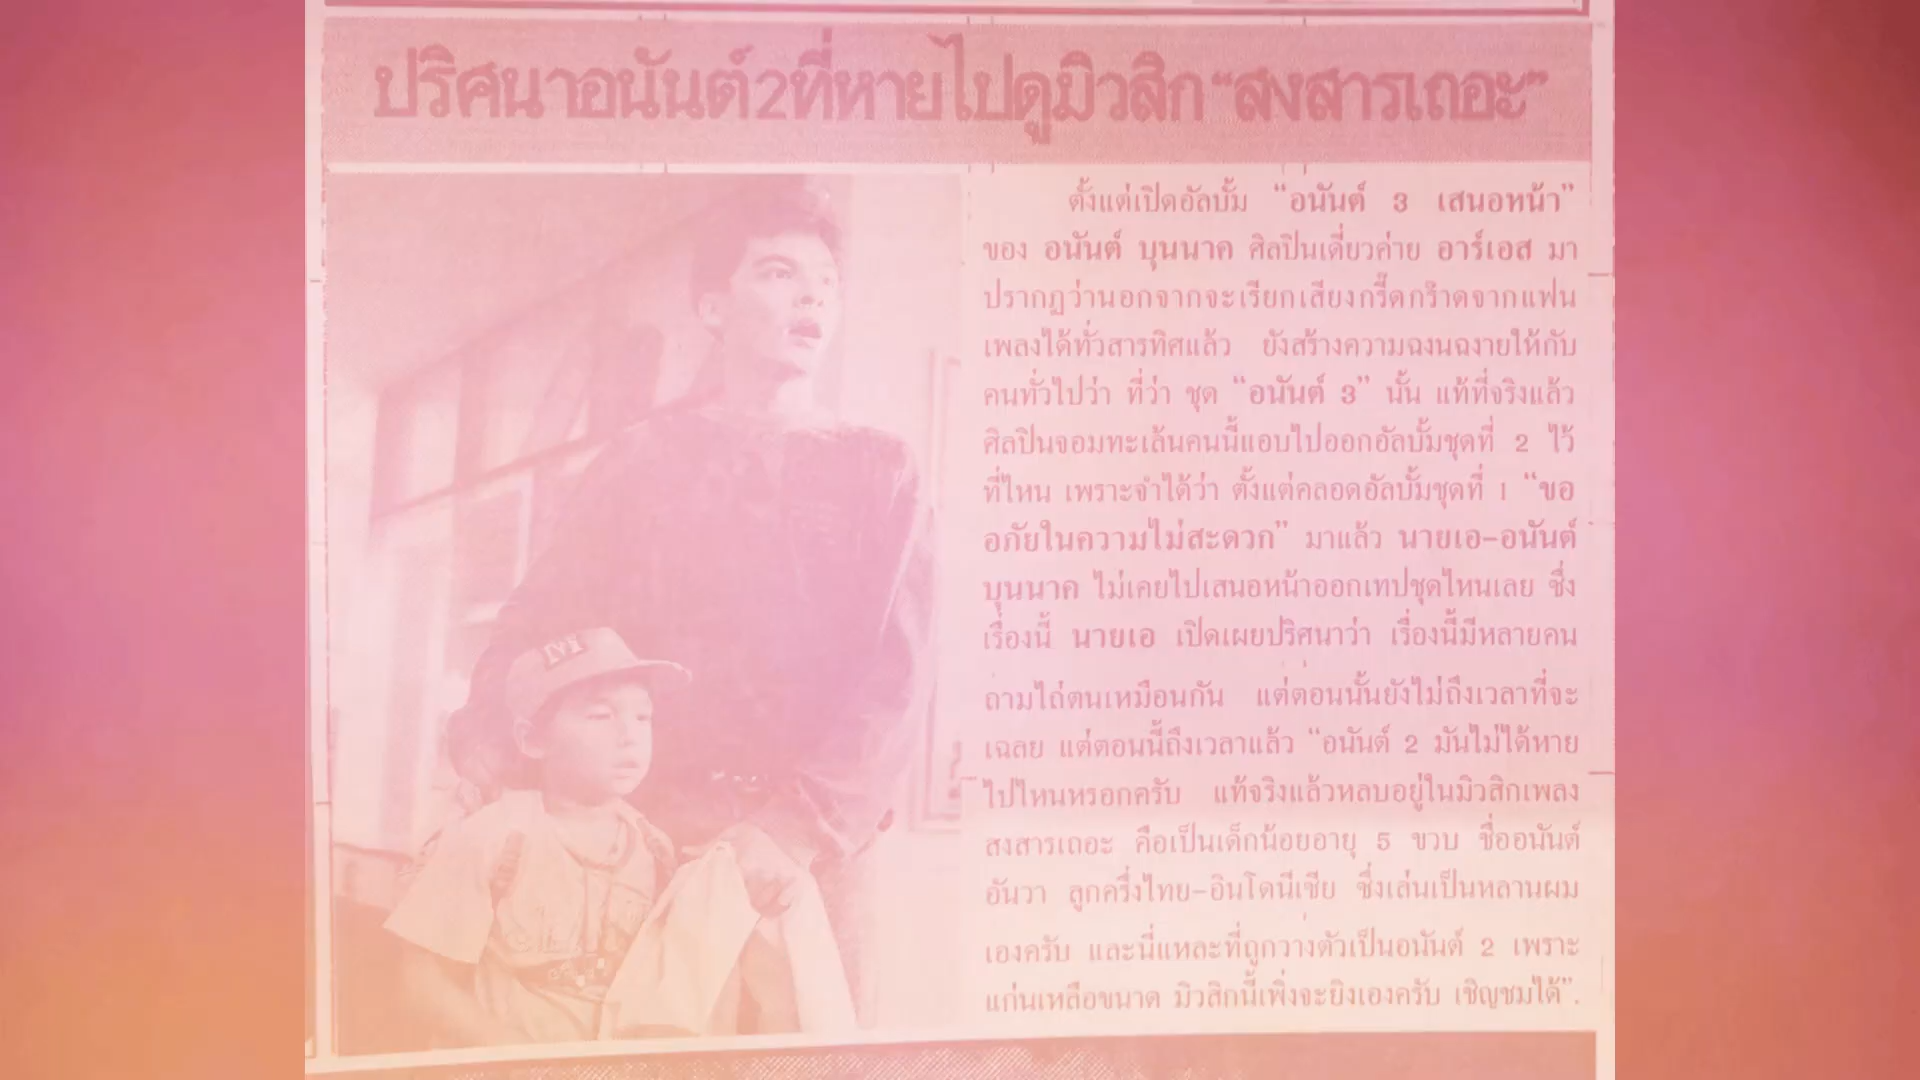 ปริศนาอนันต์2ที่หายไปดูมิวสิก“สงสารเถอะ”
ตั้งแต่เปิดอัลบั้ม “อนันต์ 3 เสนอหน้า”
ของ อนันต์ บุนนาค ศิลปินเดี่ยวค่าย อาร์เอส มา
ปรากฏว่านอกจากจะเรียกเสียงกรี๊ดกร๊าดจากแฟน
เพลงได้ทั่วสารทิศแล้ว ยังสร้างความฉงนฉงายให้กับ
คนทั่วไปว่า ที่ว่า ชุด “อนันต์ 3” นั้น แท้ที่จริงแล้ว
ศิลปินจอมทะเล้นคนนี้แอบไปออกอัลบั้มชุดที่ 2 ไว้
ที่ไหน เพราะจำได้ว่า ตั้งแต่คลอดอัลบั้มชุดที่ 1 “ขอ
อภัยในความไม่สะดวก” มาแล้ว นายเอ-อนันต์
บุนนาค ไม่เคยไปเสนอหน้าออกเทปชุดไหนเลย ซึ่ง
เรื่องนี้ นายเอ เปิดเผยปริศนาว่า เรื่องนี้มีหลายคน
ถามไถ่ตนเหมือนกัน แต่ตอนนั้นยังไม่ถึงเวลาที่จะ
เฉลย แต่ตอนนี้ถึงเวลาแล้ว “อนันต์ 2 มันไม่ได้หาย
ไปไหนหรอกครับ แท้จริงแล้วหลบอยู่ในมิวสิกเพลง
สงสารเถอะ คือเป็นเด็กน้อยอายุ 5 ขวบ ชื่ออนันต์
อันวา ลูกครึ่งไทย-อินโดนีเซีย ซึ่งเล่นเป็นหลานผม
เองครับ และนี่แหละที่ถูกวางตัวเป็นอนันต์ 2 เพราะ
แก่นเหลือขนาด มิวสิกนี้เพิ่งจะยิงเองครับ เชิญชมได้”.
M